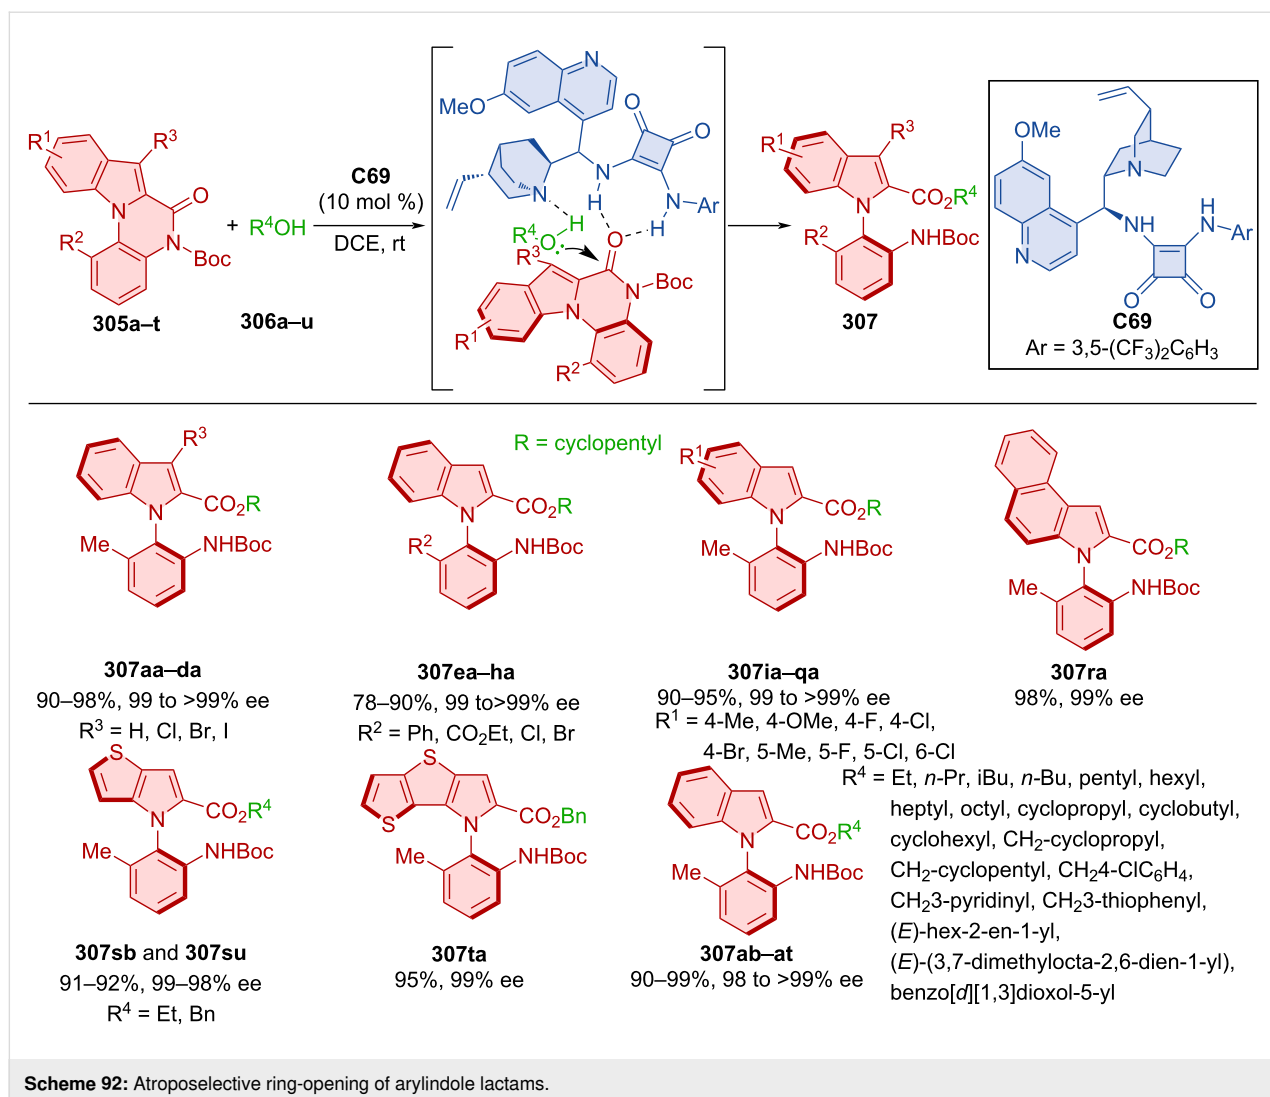 R1
R3
N
O
N
Boc
R2
305a–t
+
R4OH
306a–u
C69
(10 mol %)
DCE, rt
N
MeO
O
O
N
H
N
H
Ar
N
H
R4
O
:
O
R3
N
N
Boc
R1
R2
R1
R3
N
CO2R4
R2
NHBoc
307
OMe
N
N
NH
H
N
Ar
O
O
C69
Ar = 3,5-(CF3)2C6H3
R = cyclopentyl
R3
N
CO2R
Me
NHBoc
307aa–da
90–98%, 99 to >99% ee
R3 = H, Cl, Br, I
N
CO2R
R2
NHBoc
307ea–ha
78–90%, 99 to>99% ee
R2 = Ph, CO2Et, Cl, Br
R1
N
CO2R
Me
NHBoc
307ia–qa
90–95%, 99 to >99% ee
R1 = 4-Me, 4-OMe, 4-F, 4-Cl,
4-Br, 5-Me, 5-F, 5-Cl, 6-Cl
N
CO2R
Me
NHBoc
307ra
98%, 99% ee
S
N
CO2R4
Me
NHBoc
307sb and 307su
91–92%, 99–98% ee
R4 = Et, Bn
S
S
N
CO2Bn
Me
NHBoc
307ta
95%, 99% ee
N
CO2R4
Me
NHBoc
307ab–at
90–99%, 98 to >99% ee
R4 = Et, n-Pr, iBu, n-Bu, pentyl, hexyl,
heptyl, octyl, cyclopropyl, cyclobutyl,
cyclohexyl, CH2-cyclopropyl,
CH2-cyclopentyl, CH24-ClC6H4,
CH23-pyridinyl, CH23-thiophenyl,
(E)-hex-2-en-1-yl,
(E)-(3,7-dimethylocta-2,6-dien-1-yl),
benzo[d][1,3]dioxol-5-yl
Scheme 92: Atroposelective ring-opening of arylindole lactams.